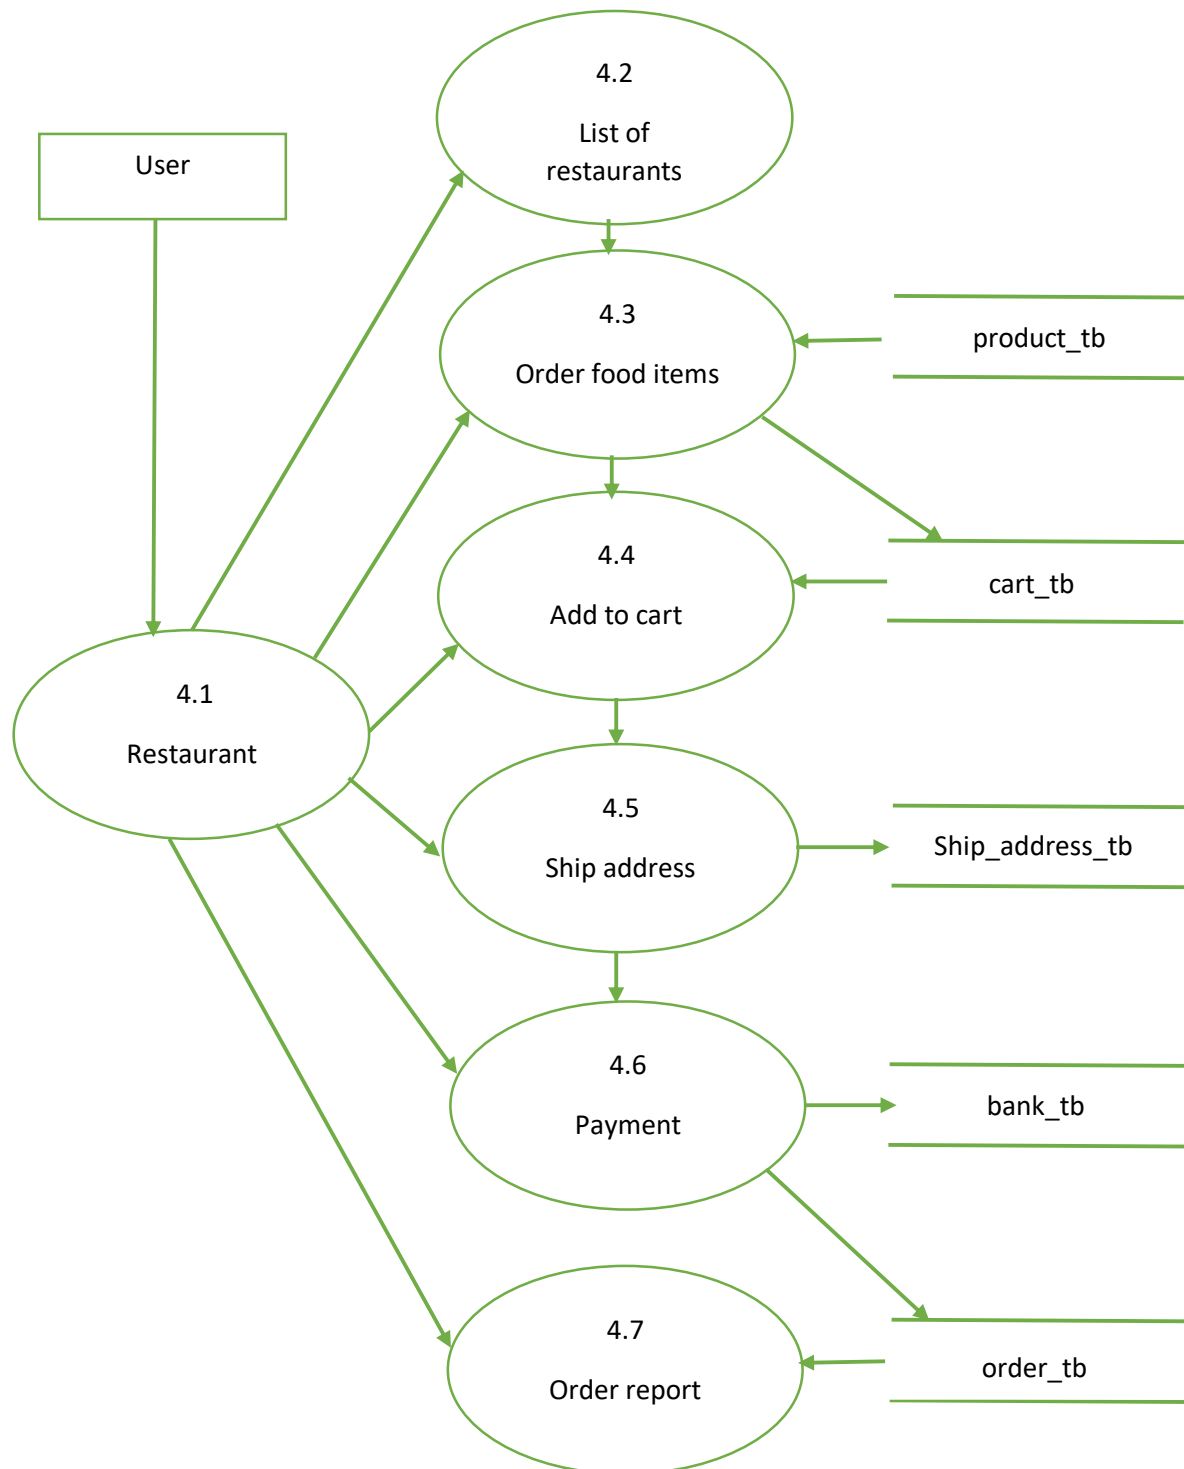 4.2
List of
restaurants
User
4.3
Order food items
product_tb
4.4
Add to cart
cart_tb
4.1
Restaurant
4.5
Ship address
Ship_address_tb
4.6
Payment
bank_tb
4.7
Order report
order_tb